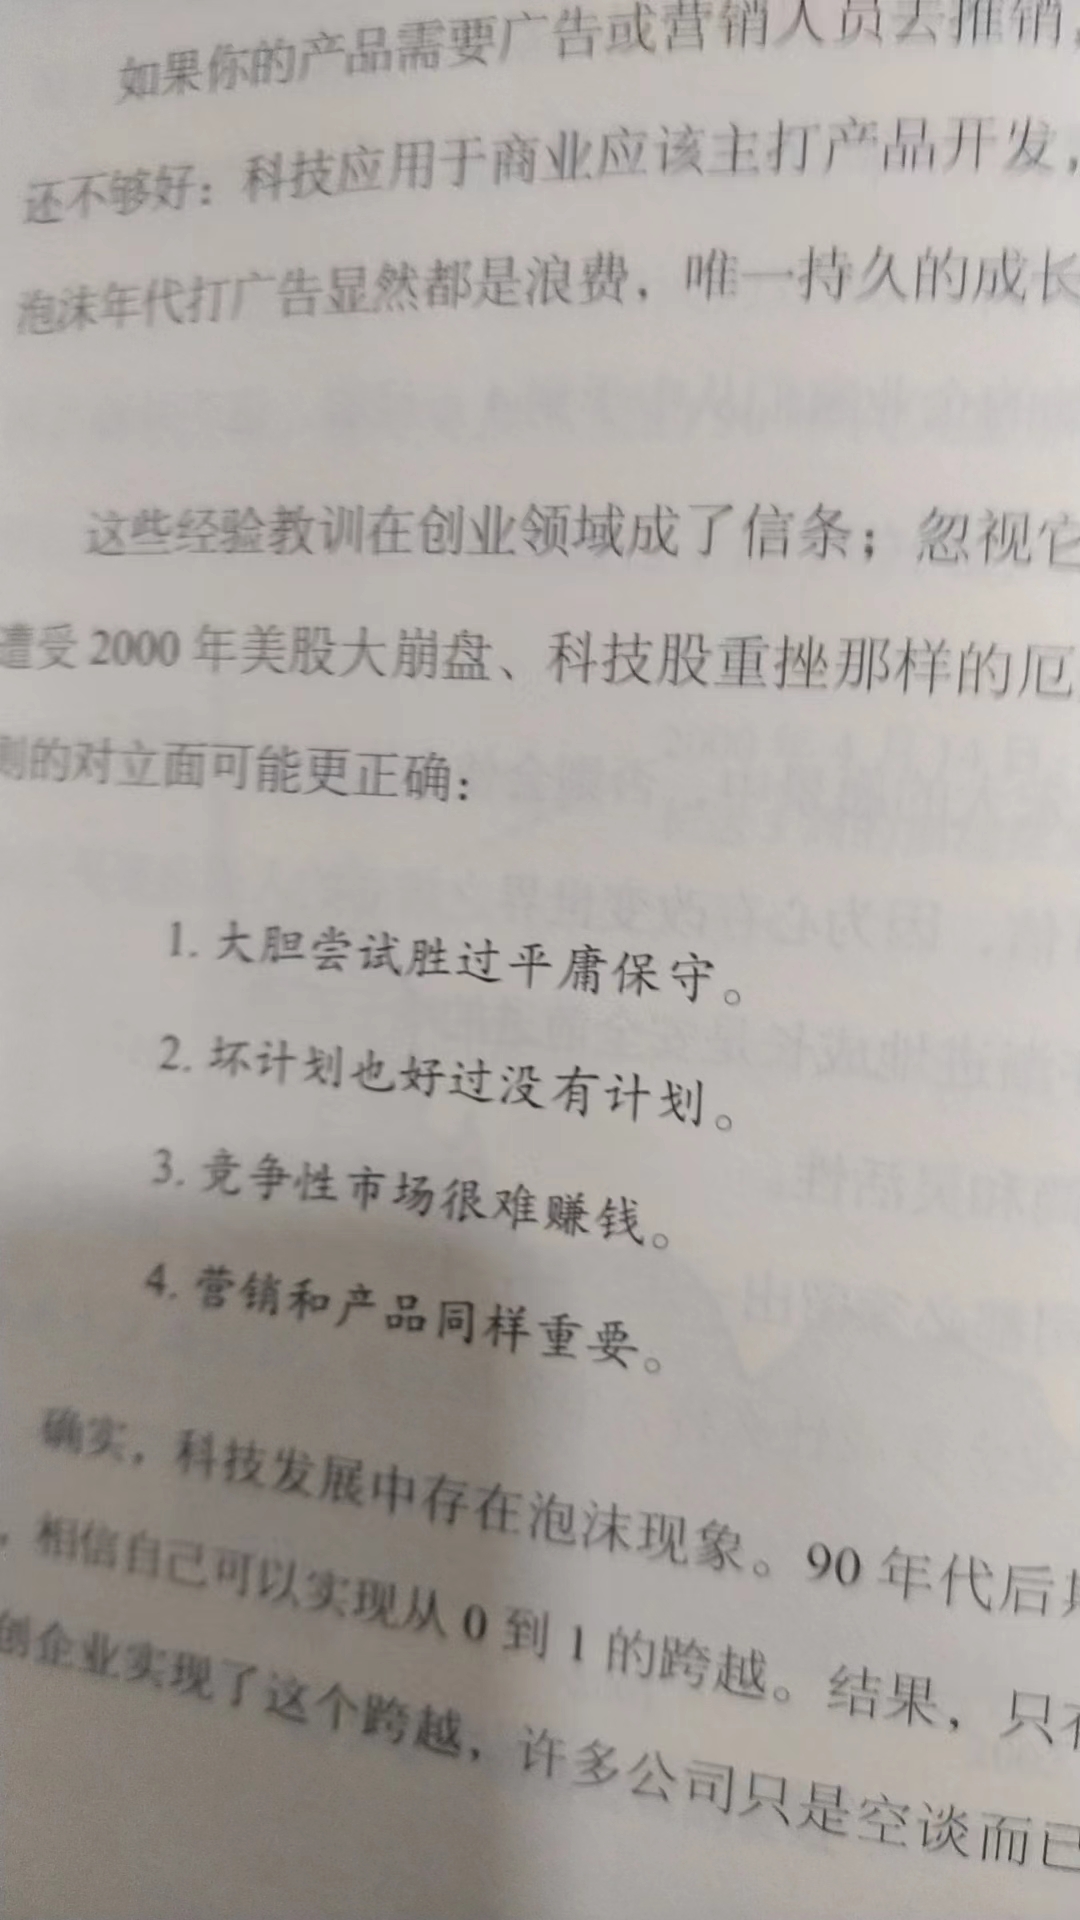 如果你的产品需要广告或营销人员去推销，
还不够好：科技应用于商业应该主打产品开发，
泡沫年代打广告显然都是浪费，唯一持久的成长
这些经验教训在创业领域成了信条；忽视它
遭受 2000 年美股大崩盘、科技股重挫那样的厄
则的对立面可能更正确：
1. 大胆尝试胜过平庸保守。
2. 坏计划也好过没有计划。
3. 竞争性市场很难赚钱。
4. 营销和产品同样重要。
确实，科技发展中存在泡沫现象。90 年代后期
，相信自己可以实现从 0 到 1 的跨越。结果，只有
创企业实现了这个跨越，许多公司只是空谈而已